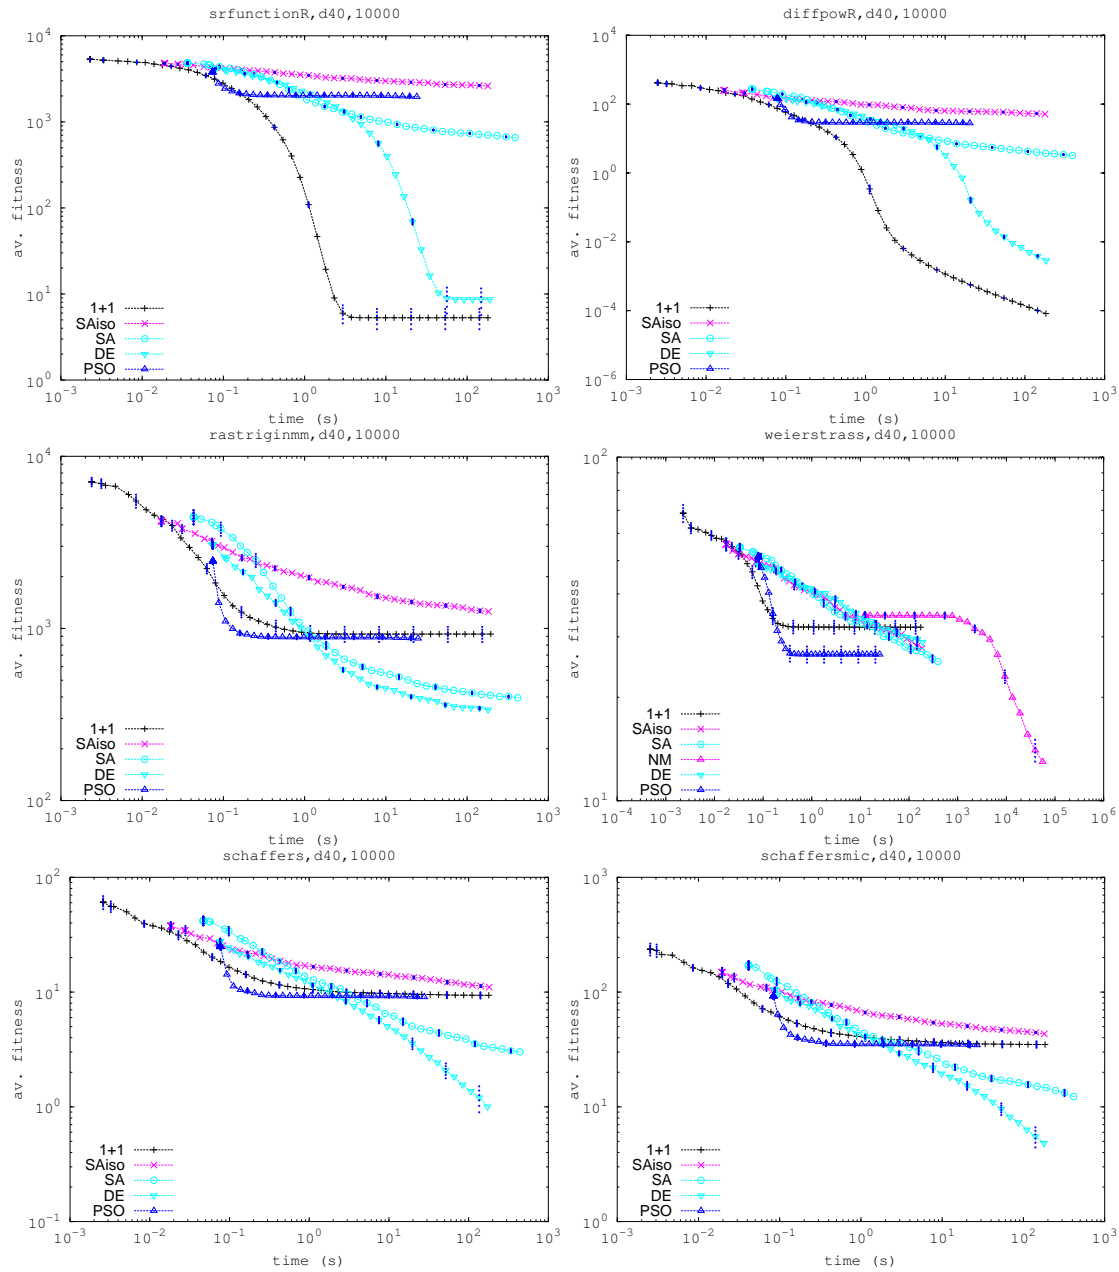 srfunctionR,d40,10000
10^4
10^3
10^2
10^1
10^0
av. fitness
1+1
SAiso
SA
DE
PSO
10^-3 10^-2 10^-1 10^0 10^1 10^2 10^3
time (s)
diffpowR,d40,10000
10^4
10^2
10^0
10^-2
10^-4
10^-6
av. fitness
1+1
SAiso
SA
DE
PSO
10^-3 10^-2 10^-1 10^0 10^1 10^2 10^3
time (s)
rastriginmm,d40,10000
10^4
10^3
10^2
av. fitness
1+1
SAiso
SA
DE
PSO
10^-3 10^-2 10^-1 10^0 10^1 10^2 10^3
time (s)
weierstrass,d40,10000
10^2
10^1
av. fitness
1+1
SAiso
SA
NM
DE
PSO
10^-4 10^-3 10^-2 10^-1 10^0 10^1 10^2 10^3 10^4 10^5 10^6
time (s)
schaffers,d40,10000
10^2
10^1
10^0
10^-1
av. fitness
1+1
SAiso
SA
DE
PSO
10^-3 10^-2 10^-1 10^0 10^1 10^2 10^3
time (s)
schaffersmic,d40,10000
10^3
10^2
10^1
10^0
av. fitness
1+1
SAiso
SA
DE
PSO
10^-3 10^-2 10^-1 10^0 10^1 10^2 10^3
time (s)